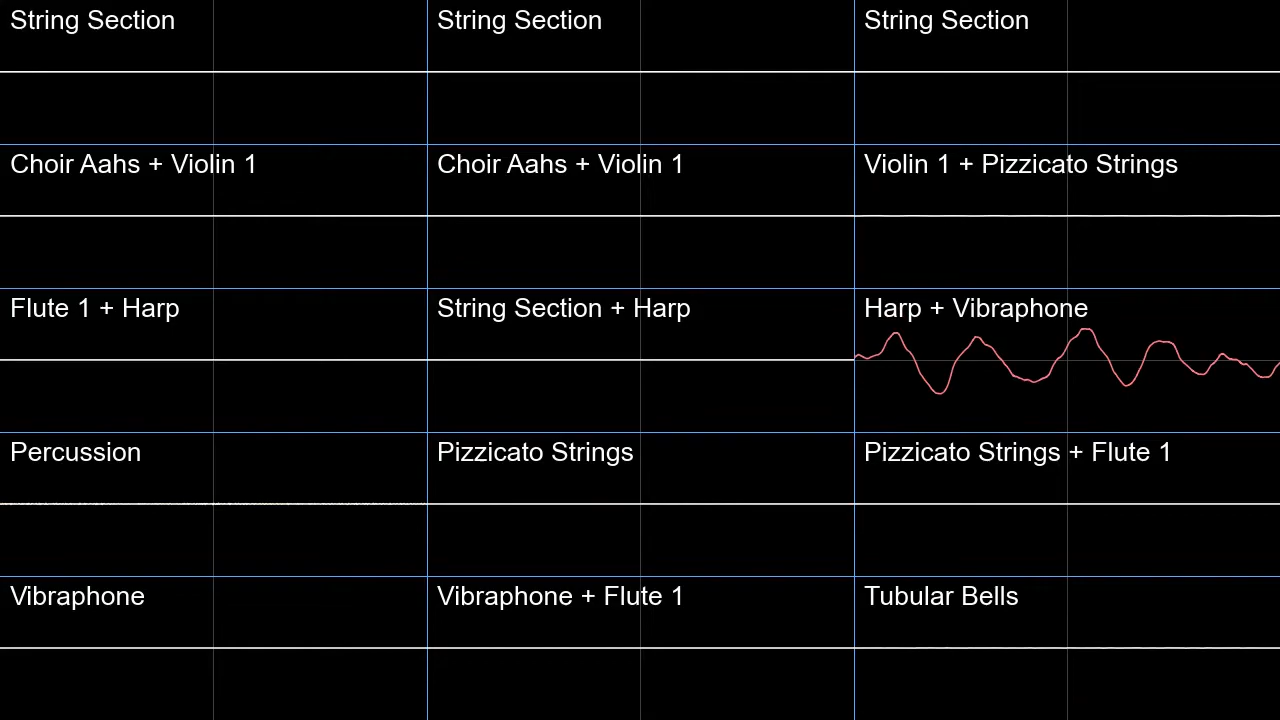 String Section
String Section
String Section
Choir Aahs + Violin 1
Choir Aahs + Violin 1
Violin 1 + Pizzicato Strings
Flute 1 + Harp
String Section + Harp
Harp + Vibraphone
Percussion
Pizzicato Strings
Pizzicato Strings + Flute 1
Vibraphone
Vibraphone + Flute 1
Tubular Bells